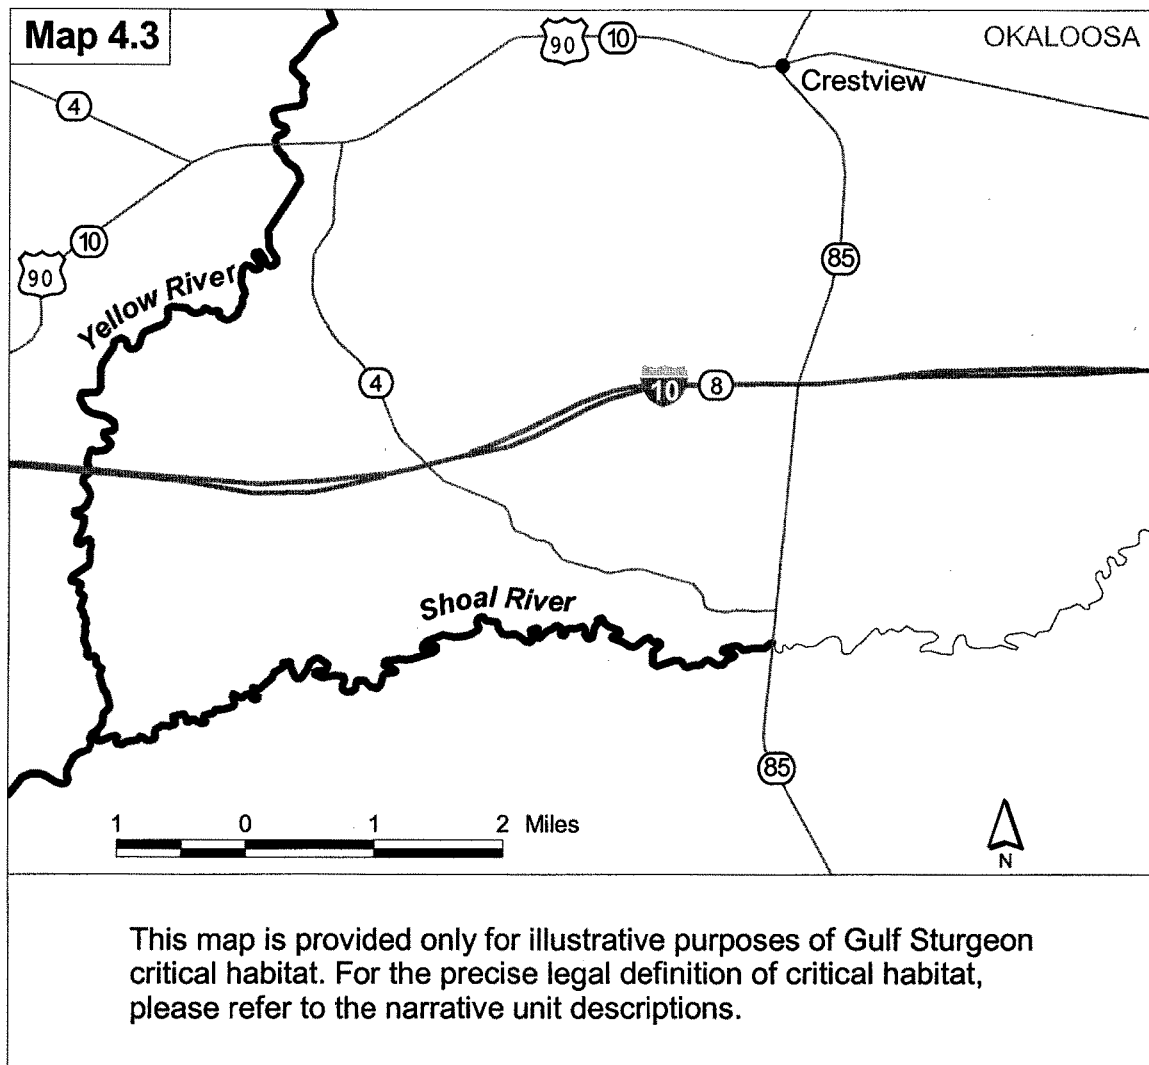 Map 4.3
OKALOOSA
90
10
Crestview
4
10
90
85
Yellow River
4
10
8
Shoal River
85
1 0 1 2 Miles
N
This map is provided only for illustrative purposes of Gulf Sturgeon
critical habitat. For the precise legal definition of critical habitat,
please refer to the narrative unit descriptions.